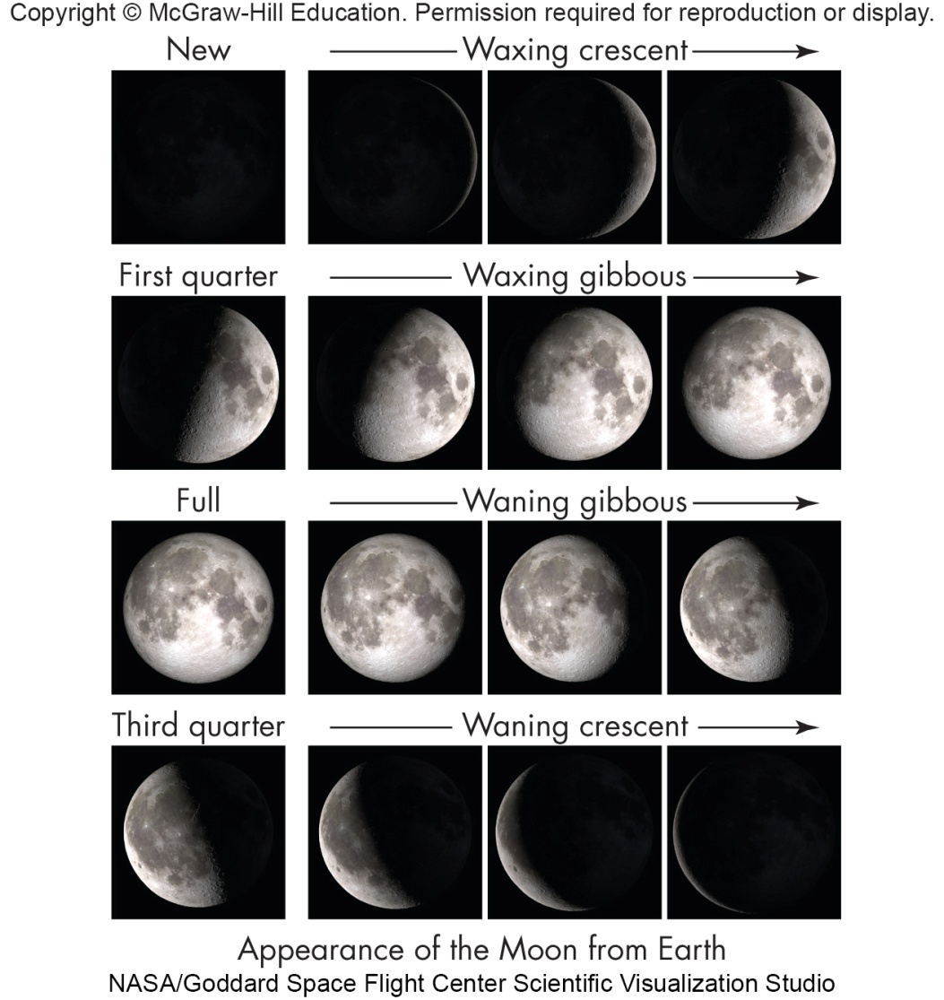 Copyright © McGraw-Hill Education. Permission required for reproduction or display.
New
Waxing crescent
First quarter
Waxing gibbous
Full
Waning gibbous
Third quarter
Waning crescent
Appearance of the Moon from Earth
NASA/Goddard Space Flight Center Scientific Visualization Studio